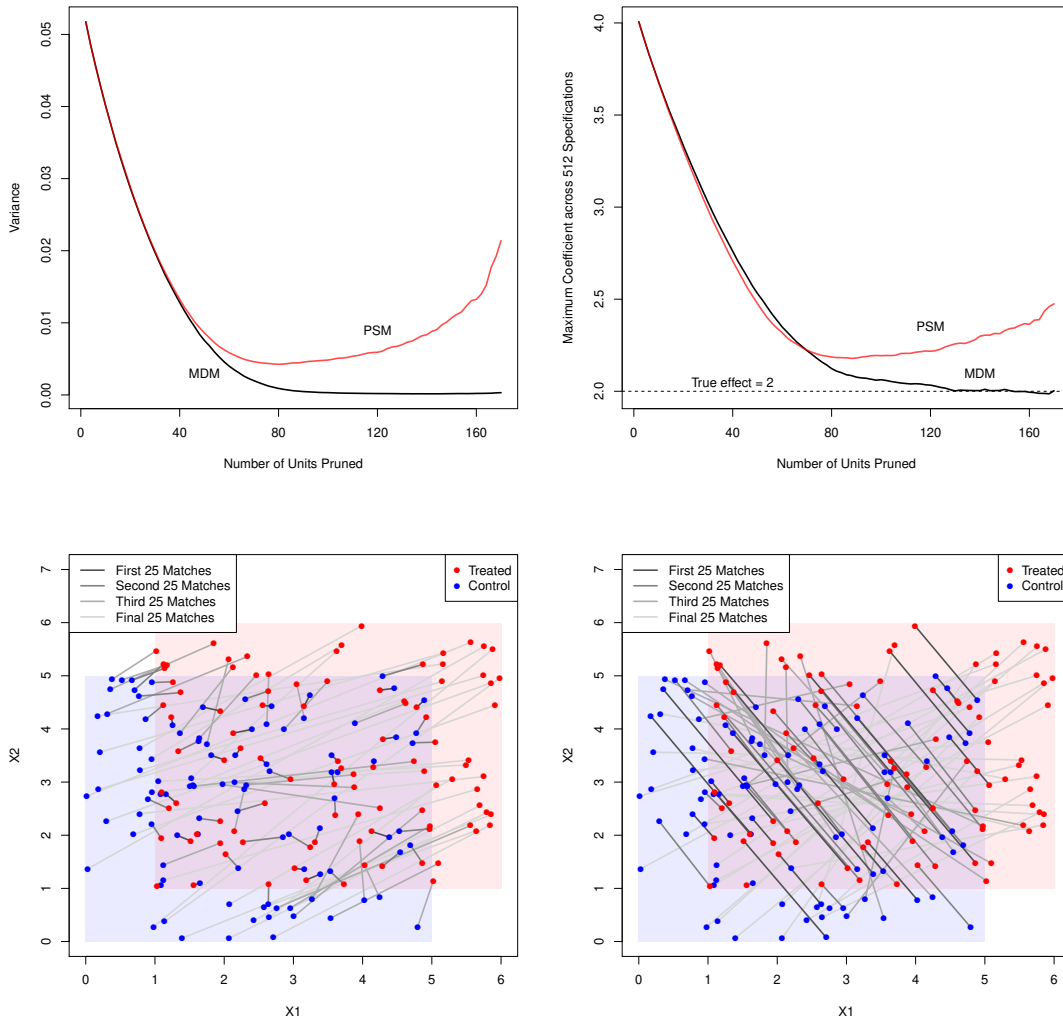 Variance
0.00
0.01
0.02
0.03
0.04
0.05
PSM
MDM
0
40
80
120
160
Number of Units Pruned
Maximum Coefficient across 512 Specifications
2.0
2.5
3.0
3.5
4.0
PSM
MDM
True effect = 2
0
40
80
120
160
Number of Units Pruned
First 25 Matches
Second 25 Matches
Third 25 Matches
Final 25 Matches
Treated
Control
X2
0
1
2
3
4
5
6
7
0
1
2
3
4
5
6
X1
First 25 Matches
Second 25 Matches
Third 25 Matches
Final 25 Matches
Treated
Control
X2
0
1
2
3
4
5
6
7
0
1
2
3
4
5
6
X1